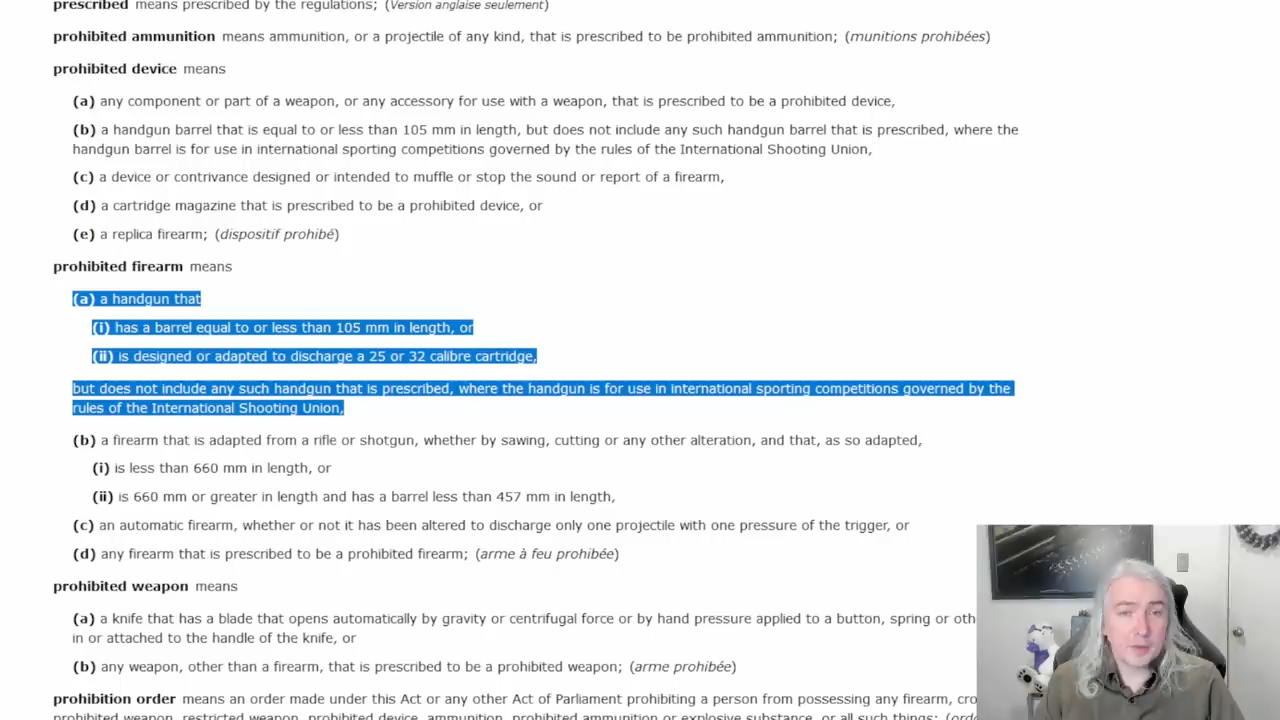 prescribed means prescribed by the regulations; (Version anglaise seulement)
prohibited ammunition means ammunition, or a projectile of any kind, that is prescribed to be prohibited ammunition; (munitions prohibées)
prohibited device means
(a) any component or part of a weapon, or any accessory for use with a weapon, that is prescribed to be a prohibited device,
(b) a handgun barrel that is equal to or less than 105 mm in length, but does not include any such handgun barrel that is prescribed, where the
handgun barrel is for use in international sporting competitions governed by the rules of the International Shooting Union,
(c) a device or contrivance designed or intended to muffle or stop the sound or report of a firearm,
(d) a cartridge magazine that is prescribed to be a prohibited device, or
(e) a replica firearm; (dispositif prohibé)
prohibited firearm means
(a) a handgun that
(i) has a barrel equal to or less than 105 mm in length, or
(ii) is designed or adapted to discharge a 25 or 32 calibre cartridge,
but does not include any such handgun that is prescribed, where the handgun is for use in international sporting competitions governed by the
rules of the International Shooting Union,
(b) a firearm that is adapted from a rifle or shotgun, whether by sawing, cutting or any other alteration, and that, as so adapted,
(i) is less than 660 mm in length, or
(ii) is 660 mm or greater in length and has a barrel less than 457 mm in length,
(c) an automatic firearm, whether or not it has been altered to discharge only one projectile with one pressure of the trigger, or
(d) any firearm that is prescribed to be a prohibited firearm; (arme à feu prohibée)
prohibited weapon means
(a) a knife that has a blade that opens automatically by gravity or centrifugal force or by hand pressure applied to a button, spring or oth
in or attached to the handle of the knife, or
(b) any weapon, other than a firearm, that is prescribed to be a prohibited weapon; (arme prohibée)
prohibition order means an order made under this Act or any other Act of Parliament prohibiting a person from possessing any firearm, cro
prohibited weapon, restricted weapon, prohibited device, ammunition, prohibited ammunition or explosive substance, or all such things; (ord